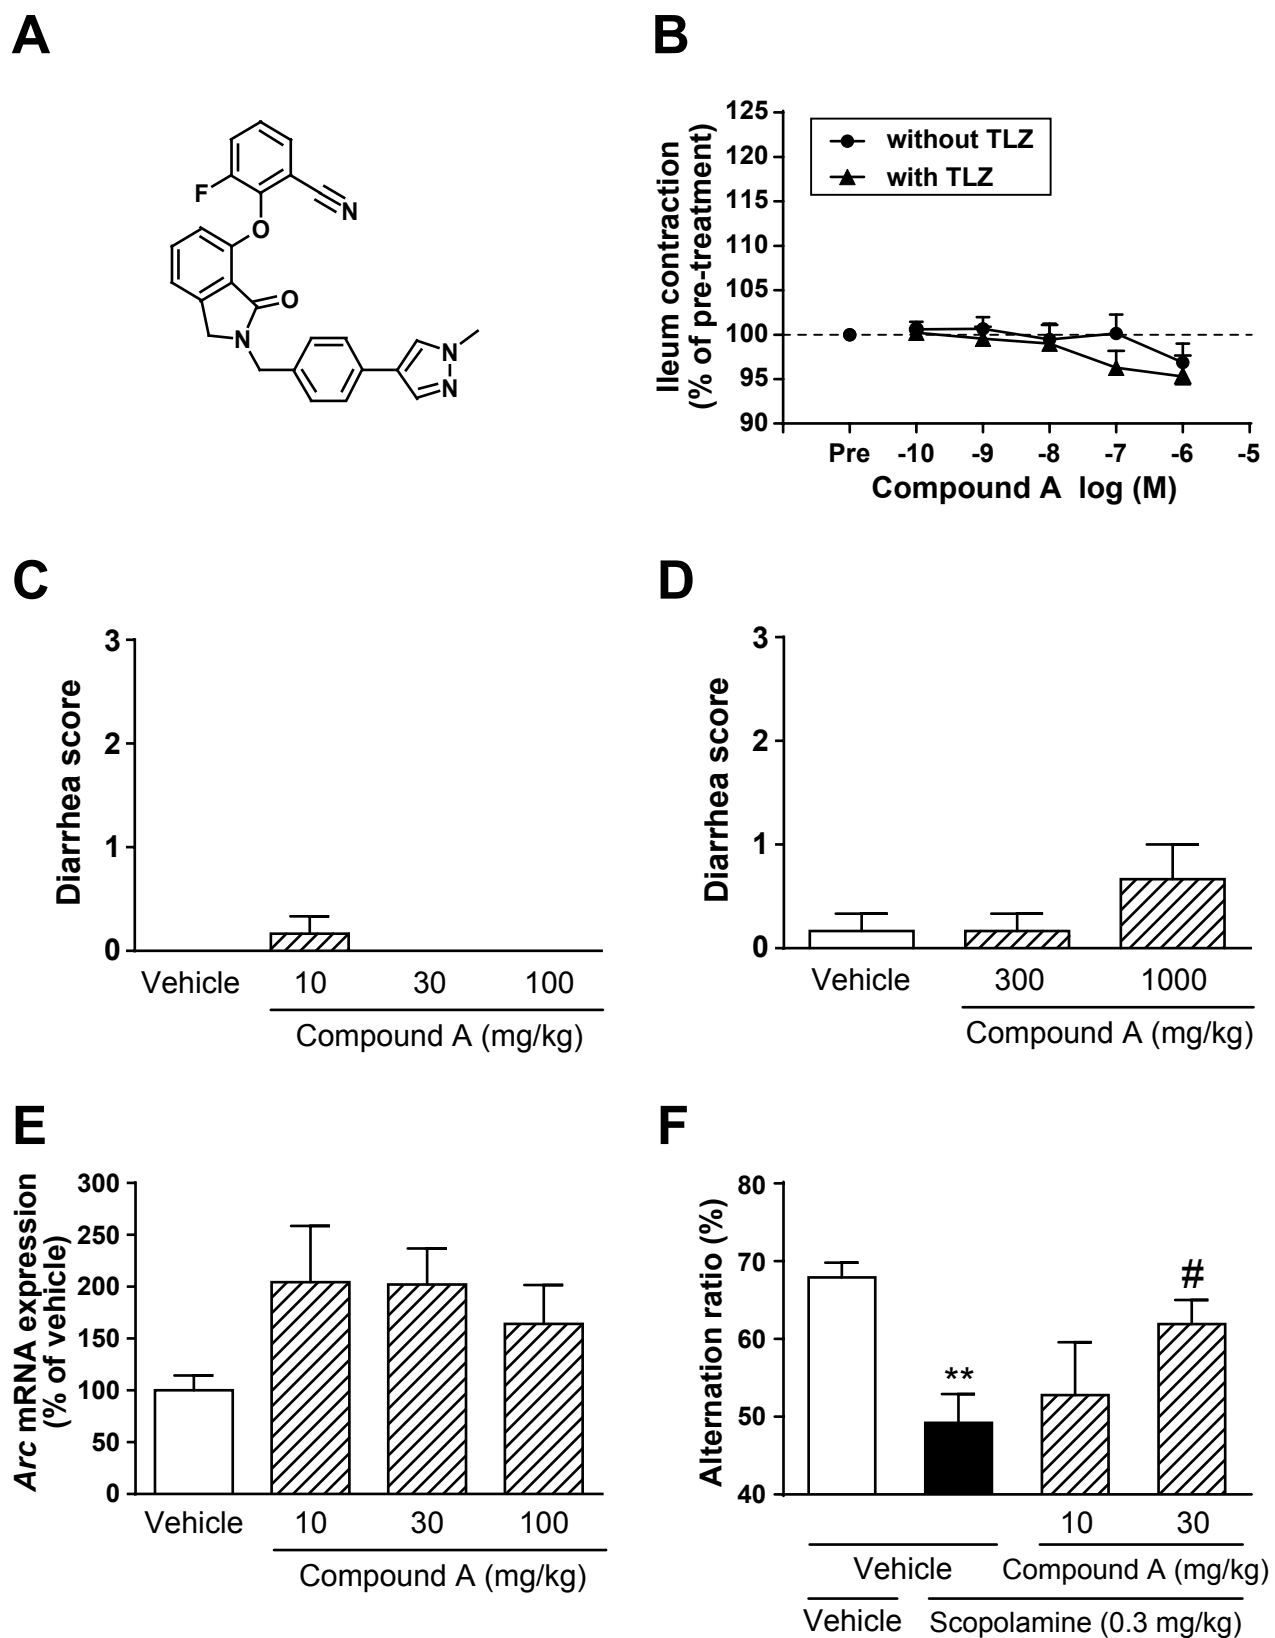 A
F
N
O
O
N
N
N
B
Ileum contraction
(% of pre-treatment)
125
120
115
110
105
100
95
90
without TLZ
with TLZ
Pre -10 -9 -8 -7 -6 -5
Compound A log (M)
C
Diarrhea score
3
2
1
0
Vehicle 10 30 100
Compound A (mg/kg)
D
Diarrhea score
3
2
1
0
Vehicle 300 1000
Compound A (mg/kg)
E
Arc mRNA expression
(% of vehicle)
300
250
200
150
100
50
0
Vehicle 10 30 100
Compound A (mg/kg)
F
Alternation ratio (%)
80
70
60
50
40
**
#
10 30
Vehicle Compound A (mg/kg)
Vehicle Scopolamine (0.3 mg/kg)